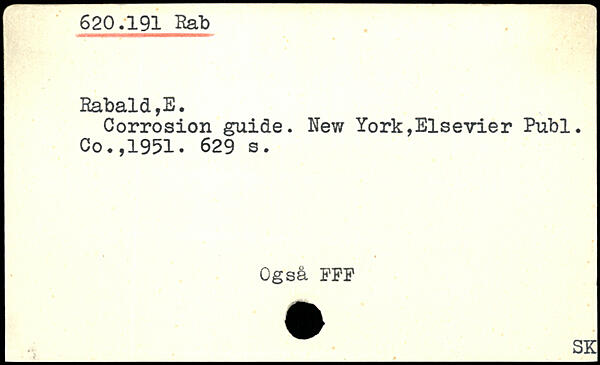 620.191 Rab
Rabald,E.
Corrosion guide. New York,Elsevier Publ.
Co.,1951. 629 s.
Også FFF
SK